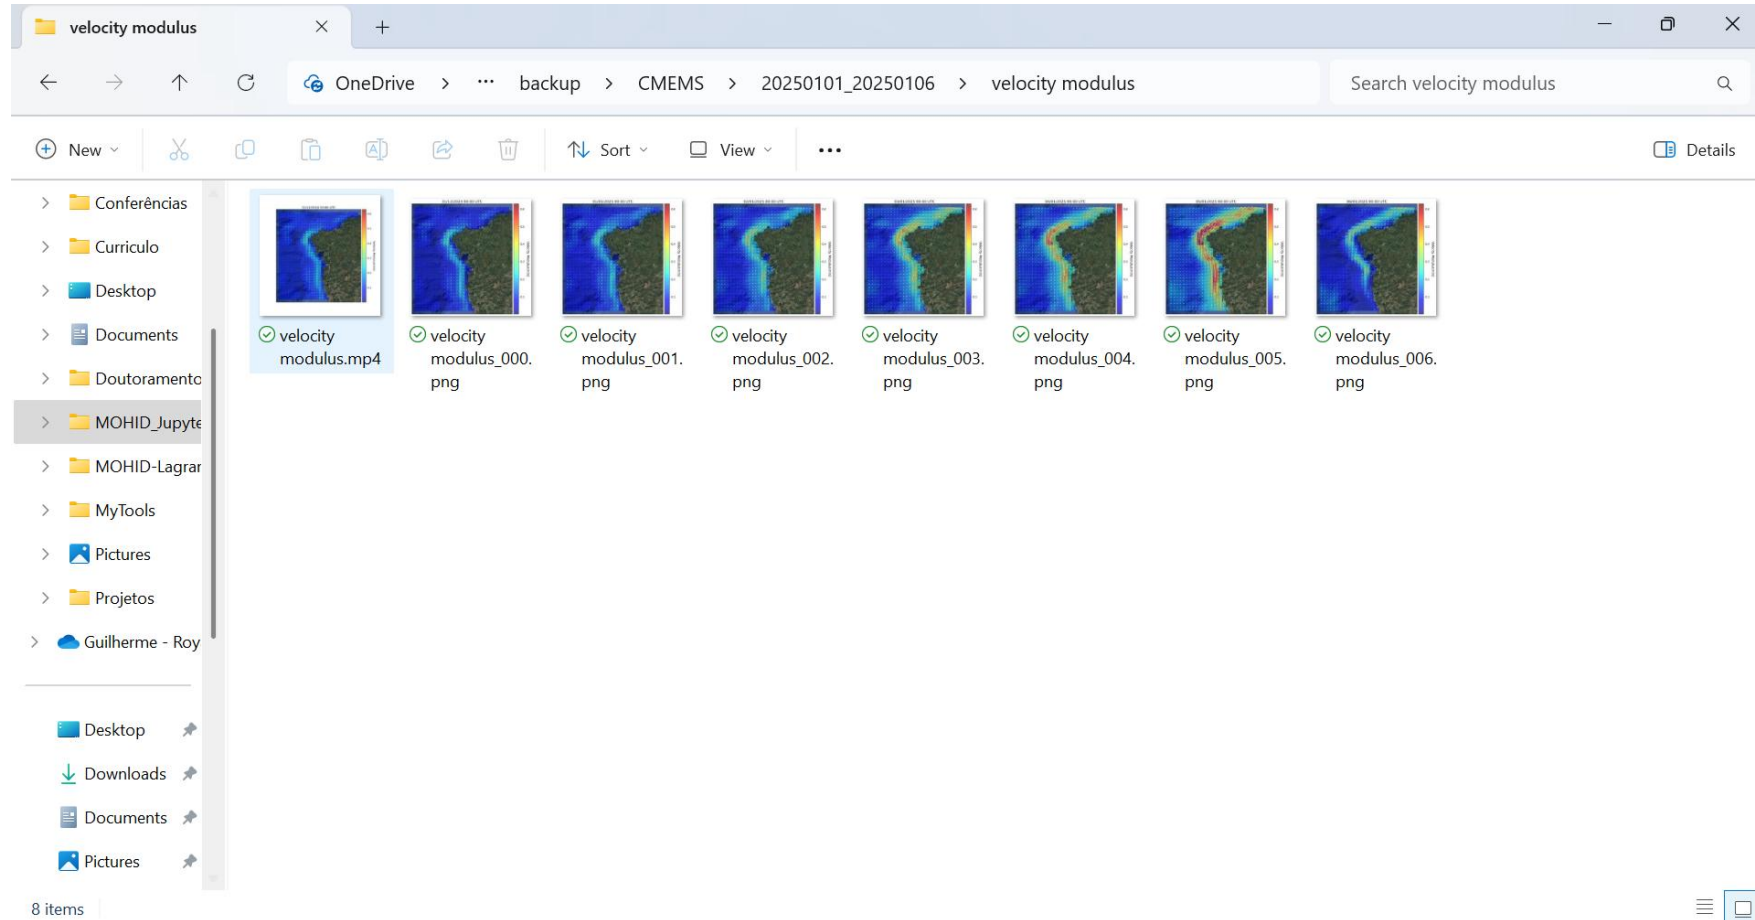 velocity modulus
OneDrive > ... backup > CMEMS > 20250101_20250106 > velocity modulus
Search velocity modulus
New
Sort
View
Details
Conferências
Curriculo
Desktop
Documents
Doutoramento
MOHID_Jupyte
MOHID-Lagrar
MyTools
Pictures
Projetos
Guilherme - Roy
Desktop
Downloads
Documents
Pictures
velocity
modulus.mp4
velocity
modulus_000.
png
velocity
modulus_001.
png
velocity
modulus_002.
png
velocity
modulus_003.
png
velocity
modulus_004.
png
velocity
modulus_005.
png
velocity
modulus_006.
png
8 items